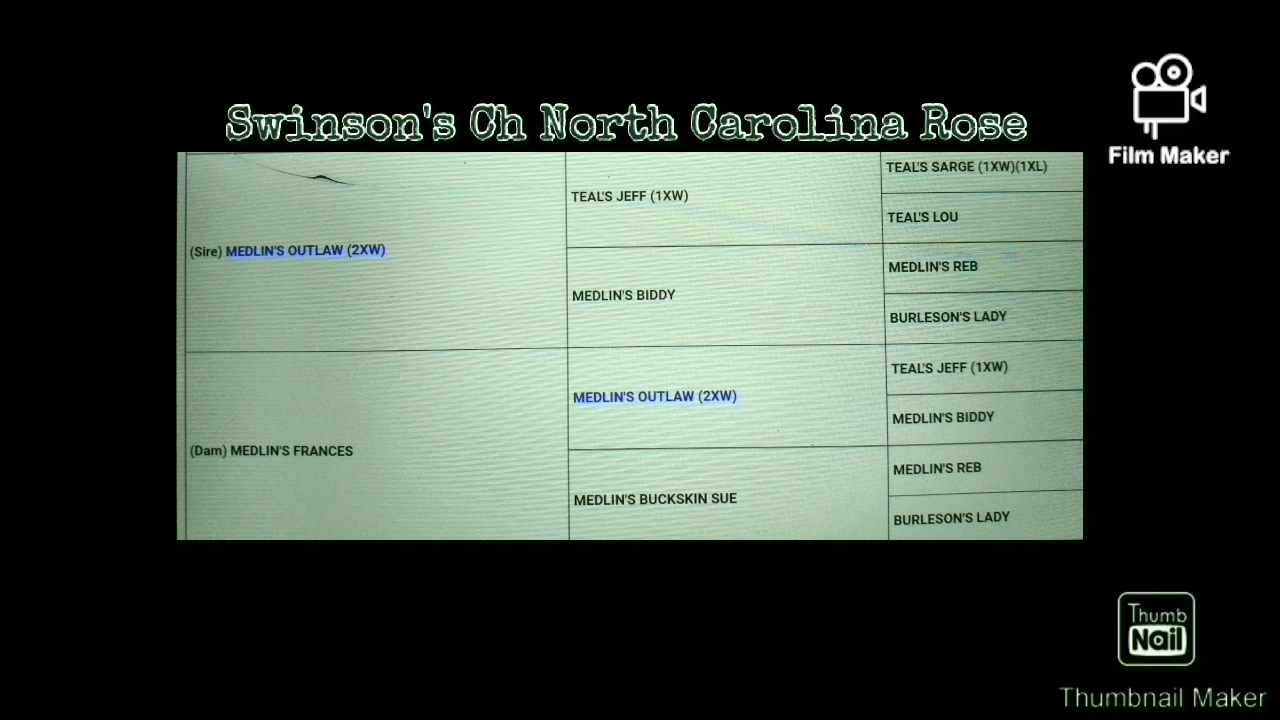 Swinson's Ch North Carolina Rose
Film Maker
(Sire) MEDLIN'S OUTLAW (2XW)
TEAL'S JEFF (1XW)
TEAL'S SARGE (1XW)(1XL)
TEAL'S LOU
MEDLIN'S BIDDY
MEDLIN'S REB
BURLESON'S LADY
(Dam) MEDLIN'S FRANCES
MEDLIN'S OUTLAW (2XW)
TEAL'S JEFF (1XW)
MEDLIN'S BIDDY
MEDLIN'S BUCKSKIN SUE
MEDLIN'S REB
BURLESON'S LADY
Thumb
Nail
Thumbnail Maker